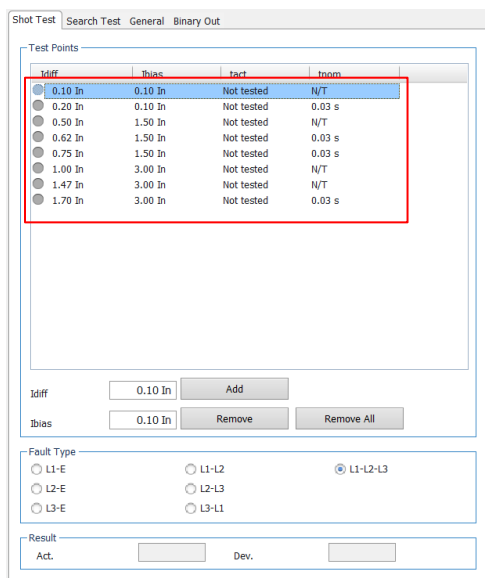 Shot Test Search Test General Binary Out
Test Points
Idiff Ibias tact tnom
0.10 In 0.10 In Not tested N/T
0.20 In 0.10 In Not tested 0.03 s
0.50 In 1.50 In Not tested N/T
0.62 In 1.50 In Not tested 0.03 s
0.75 In 1.50 In Not tested 0.03 s
1.00 In 3.00 In Not tested N/T
1.47 In 3.00 In Not tested N/T
1.70 In 3.00 In Not tested 0.03 s
Idiff 0.10 In Add
Ibias 0.10 In Remove Remove All
Fault Type
L1-E L1-L2 L1-L2-L3
L2-E L2-L3
L3-E L3-L1
Result
Act. Dev.